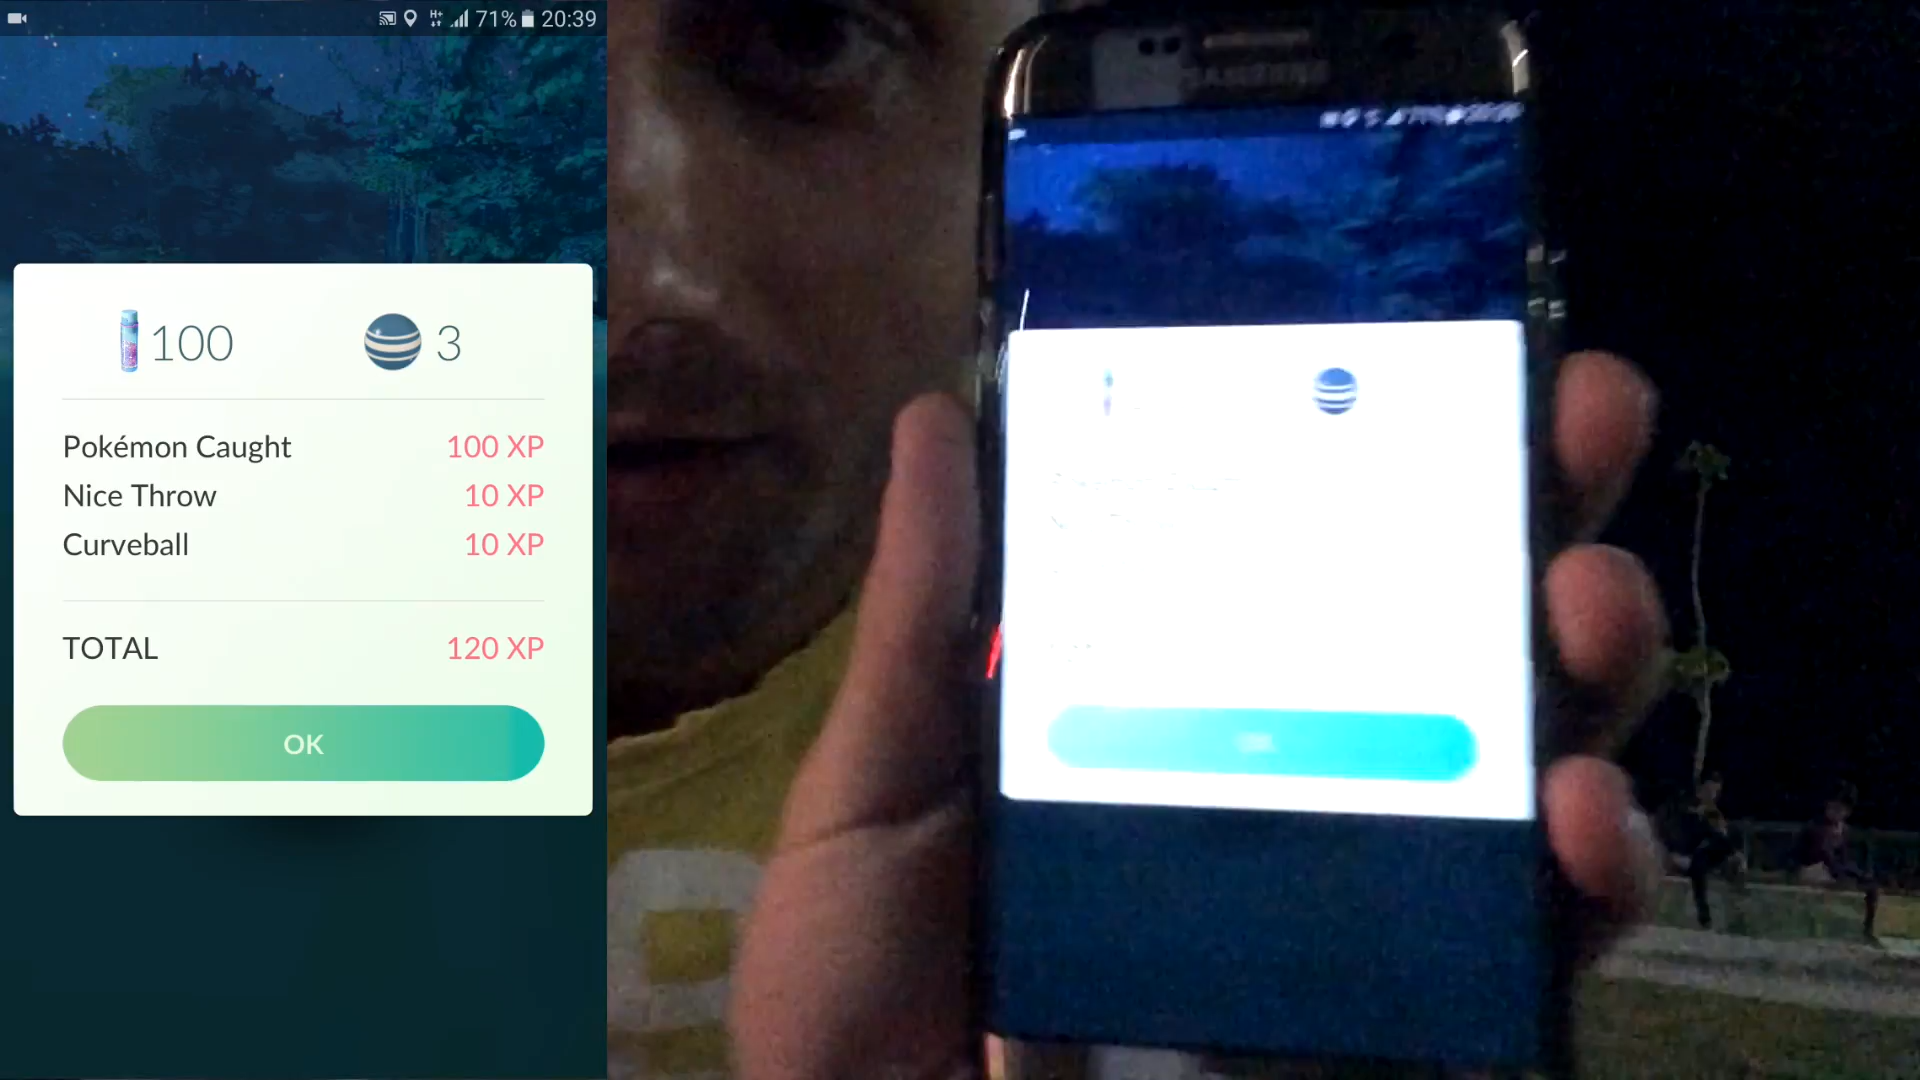 71% 20:39
100 3
Pokémon Caught 100 XP
Nice Throw 10 XP
Curveball 10 XP
TOTAL 120 XP
OK
SAMSUNG